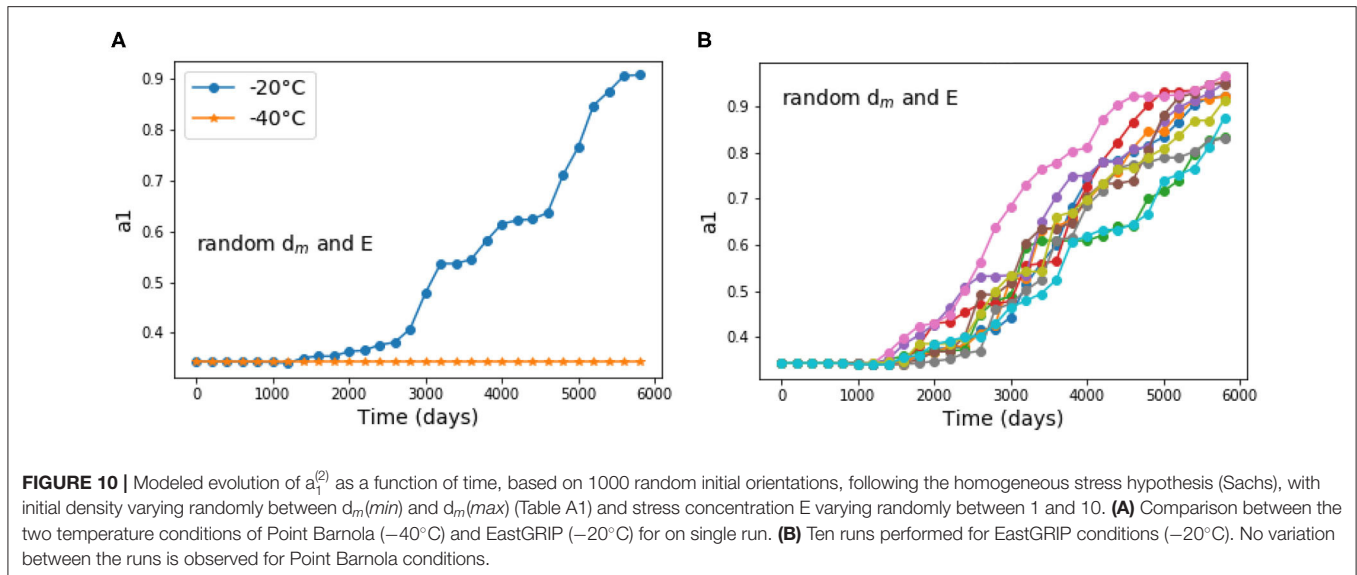 A
B
0.9
0.8
0.7
0.6
0.5
0.4
a1
-20°C
-40°C
random dₘ and E
0
1000
2000
3000
4000
5000
6000
Time (days)
0.9
0.8
0.7
0.6
0.5
0.4
a1
random dₘ and E
0
1000
2000
3000
4000
5000
6000
Time (days)
FIGURE 10 | Modeled evolution of a₁⁽²⁾ as a function of time, based on 1000 random initial orientations, following the homogeneous stress hypothesis (Sachs), with
initial density varying randomly between dₘ(min) and dₘ(max) (Table A1) and stress concentration E varying randomly between 1 and 10. (A) Comparison between the
two temperature conditions of Point Barnola (−40°C) and EastGRIP (−20°C) for on single run. (B) Ten runs performed for EastGRIP conditions (−20°C). No variation
between the runs is observed for Point Barnola conditions.